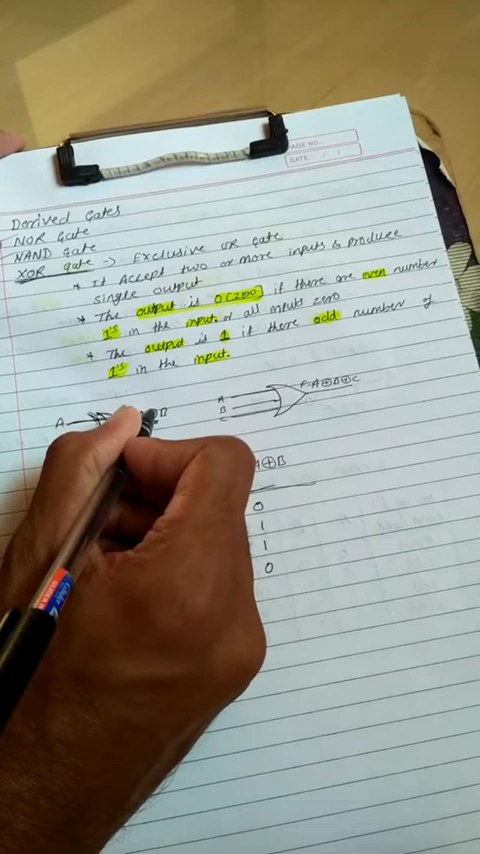 PAGE NO.
DATE: / /
Derived Gates
NOR Gate
NAND Gate
XOR gate -> Exclusive OR gate
* It Accept two or more inputs & produce
single output
* The output is 0 (zero) if there are even number
1's in the input. or all inputs zero
* The output is 1 if there odd number of
1's in the input.
A
B
A
B
C
F=A⊕B⊕C
A⊕B
0
1
1
0